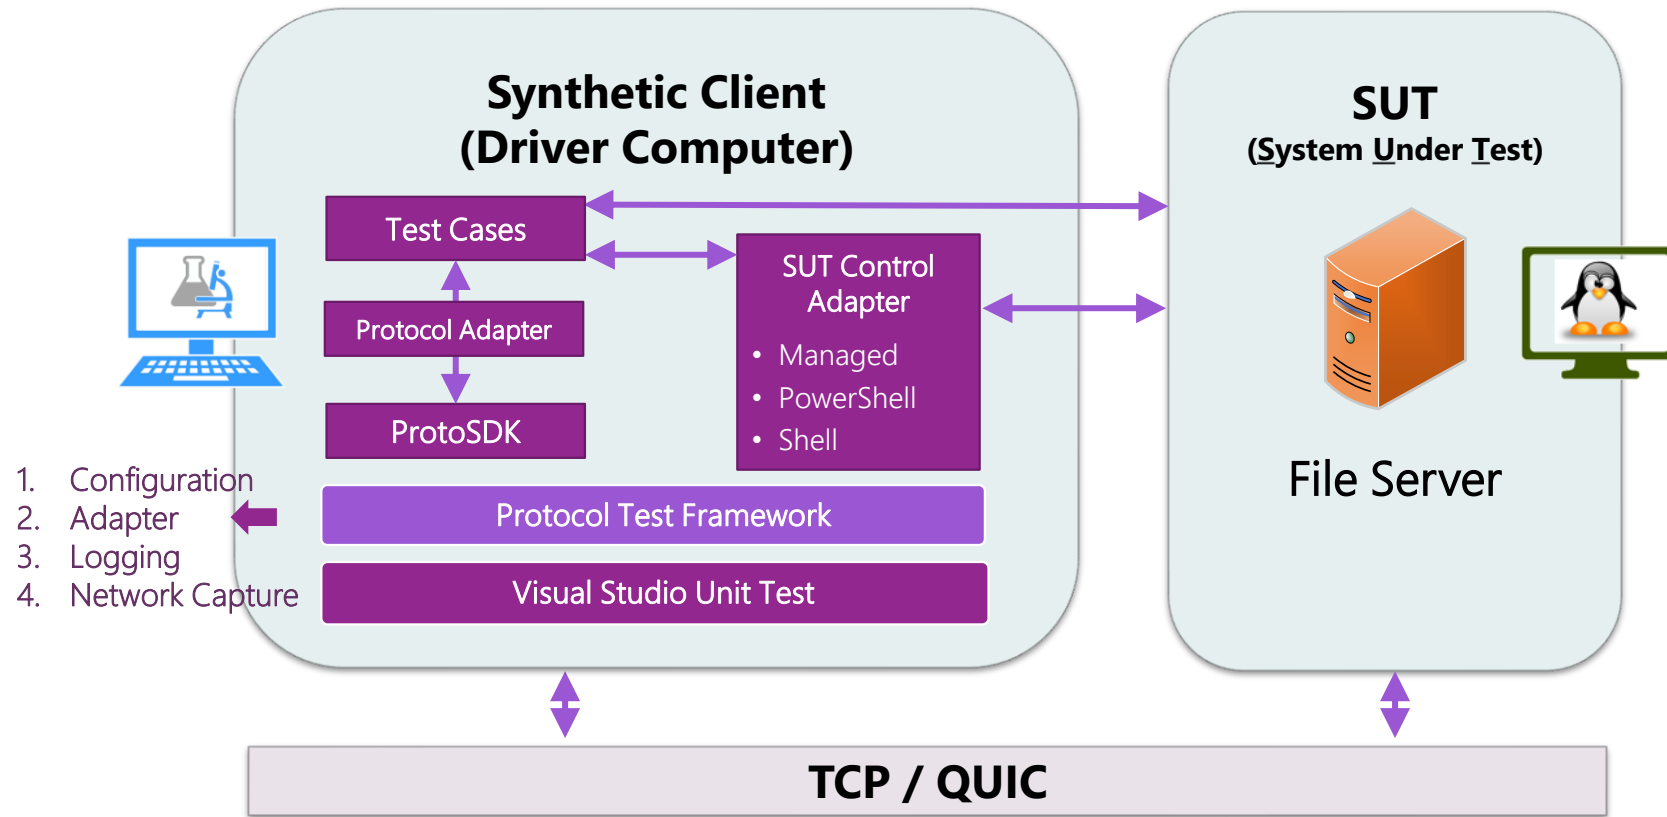 Synthetic Client
(Driver Computer)
SUT
(System Under Test)
Test Cases
SUT Control
Adapter
• Managed
• PowerShell
• Shell
Protocol Adapter
ProtoSDK
File Server
1. Configuration
2. Adapter
3. Logging
4. Network Capture
Protocol Test Framework
Visual Studio Unit Test
TCP / QUIC